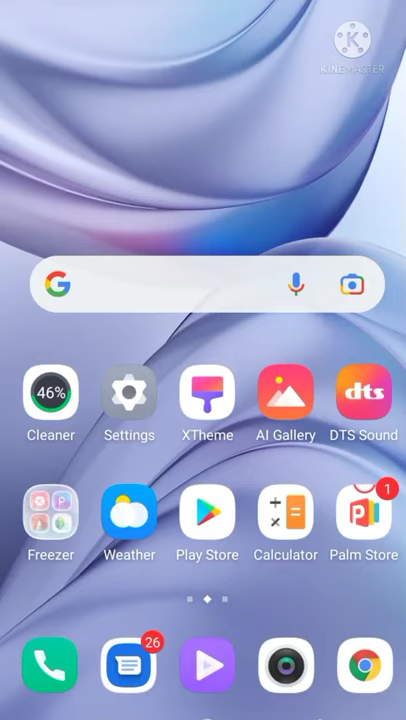 KINEMASTER
46%
Cleaner
Settings
XTheme
dts
AI Gallery
DTS Sound
1
Freezer
Weather
Play Store
Calculator
Palm Store
26